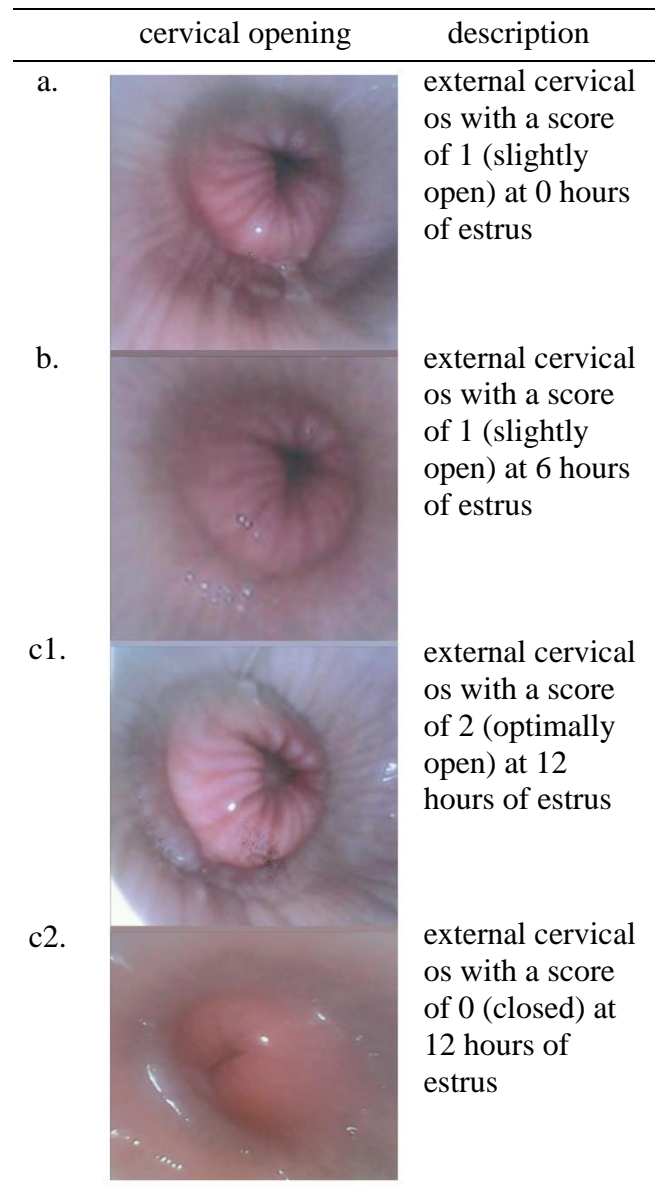 cervical opening description
a.
external cervical
os with a score
of 1 (slightly
open) at 0 hours
of estrus
b.
external cervical
os with a score
of 1 (slightly
open) at 6 hours
of estrus
c1.
external cervical
os with a score
of 2 (optimally
open) at 12
hours of estrus
c2.
external cervical
os with a score
of 0 (closed) at
12 hours of
estrus